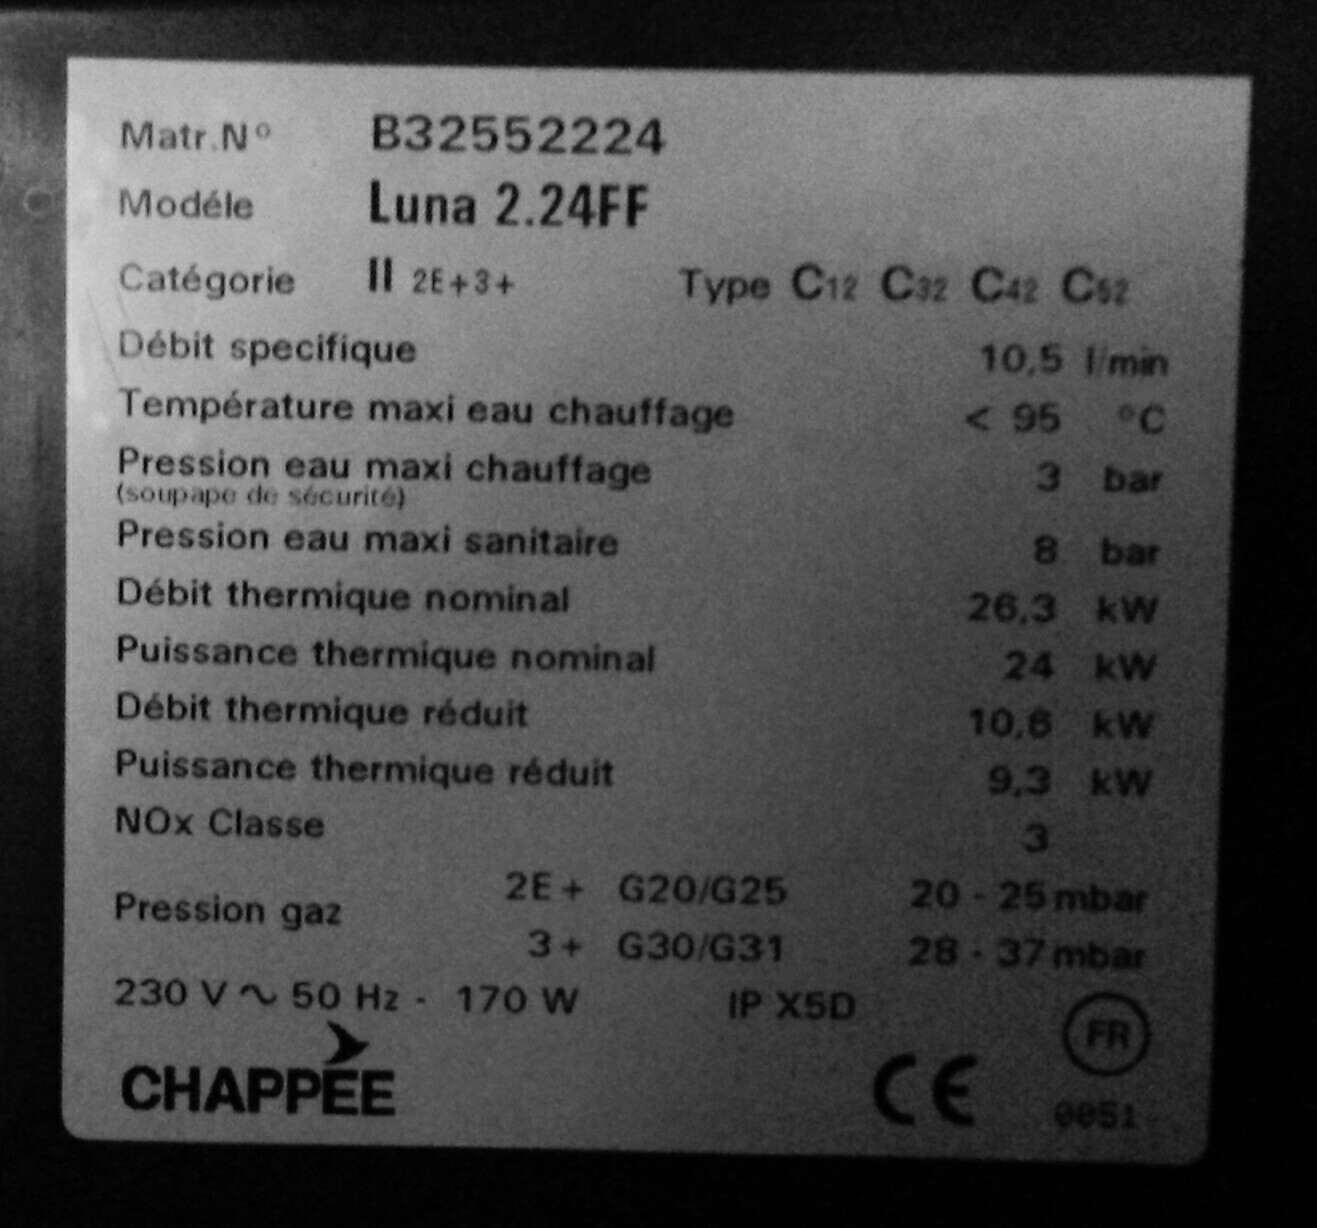 Matr.N° B32552224
Modéle Luna 2.24FF
Catégorie II 2E+3+ Type C12 C32 C42 C52
Débit specifique 10,5 l/min
Température maxi eau chauffage < 95 °C
Pression eau maxi chauffage 3 bar
(soupape de sécurité)
Pression eau maxi sanitaire 8 bar
Débit thermique nominal 26,3 kW
Puissance thermique nominal 24 kW
Débit thermique réduit 10,6 kW
Puissance thermique réduit 9,3 kW
NOx Classe 3
Pression gaz 2E+ G20/G25 20 - 25 mbar
3+ G30/G31 28 - 37 mbar
230 V ~ 50 Hz - 170 W IP X5D
FR
CHAPPÉE CE 0051